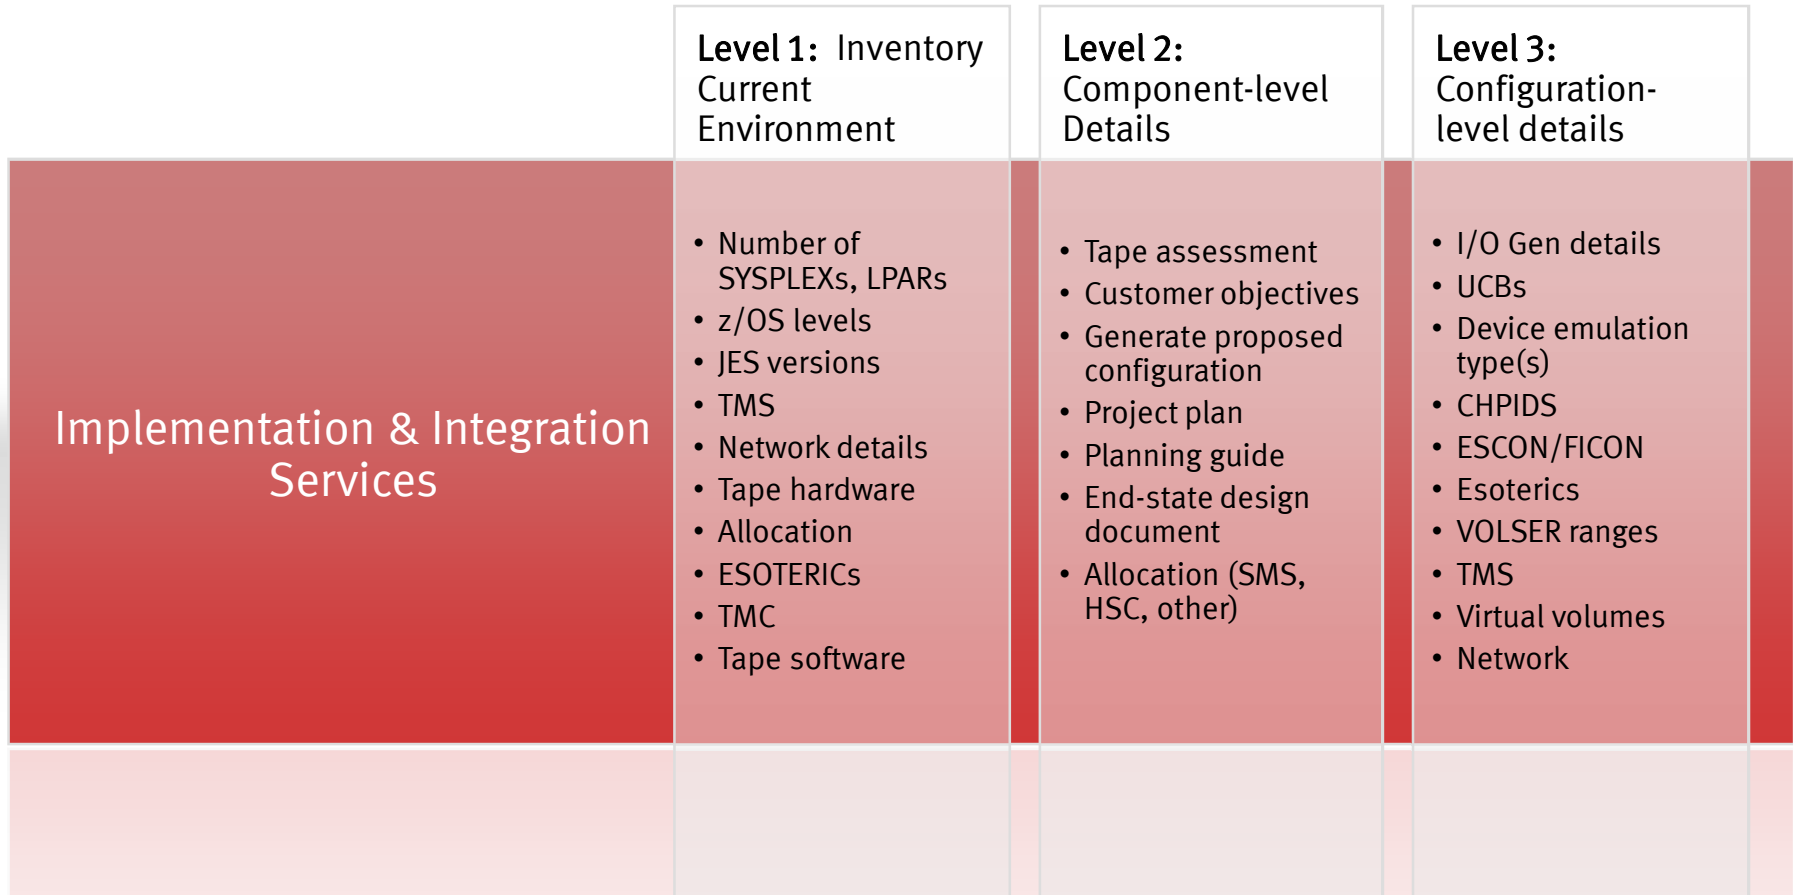 Level 1: Inventory
Current
Environment
Level 2:
Component-level
Details
Level 3:
Configuration-
level details
Implementation & Integration
Services
• Number of
SYSPLEXs, LPARs
• z/OS levels
• JES versions
• TMS
• Network details
• Tape hardware
• Allocation
• ESOTERICs
• TMC
• Tape software
• Tape assessment
• Customer objectives
• Generate proposed
configuration
• Project plan
• Planning guide
• End-state design
document
• Allocation (SMS,
HSC, other)
• I/O Gen details
• UCBs
• Device emulation
type(s)
• CHPIDS
• ESCON/FICON
• Esoterics
• VOLSER ranges
• TMS
• Virtual volumes
• Network